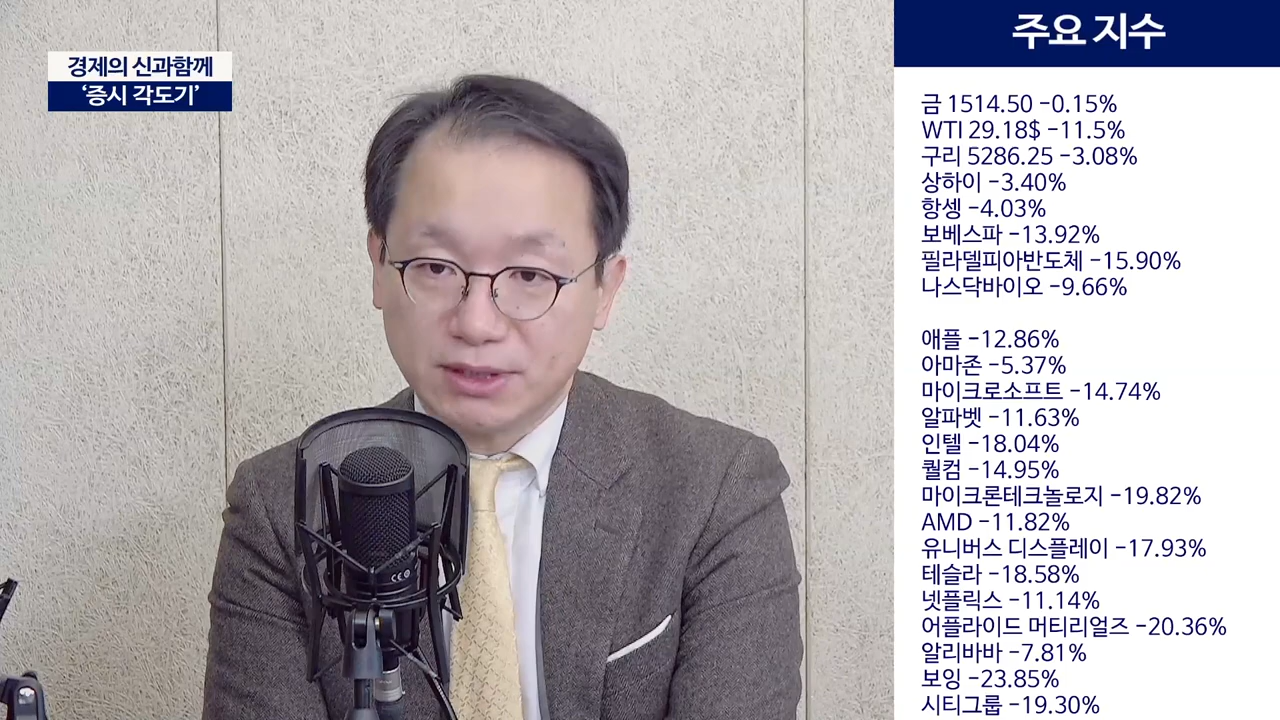 경제의 신과함께
‘증시 각도기’
주요 지수
금 1514.50 -0.15%
WTI 29.18$ -11.5%
구리 5286.25 -3.08%
상하이 -3.40%
항셍 -4.03%
보베스파 -13.92%
필라델피아반도체 -15.90%
나스닥바이오 -9.66%
애플 -12.86%
아마존 -5.37%
마이크로소프트 -14.74%
알파벳 -11.63%
인텔 -18.04%
퀄컴 -14.95%
마이크론테크놀로지 -19.82%
AMD -11.82%
유니버스 디스플레이 -17.93%
테슬라 -18.58%
넷플릭스 -11.14%
어플라이드 머티리얼즈 -20.36%
알리바바 -7.81%
보잉 -23.85%
시티그룹 -19.30%
CE